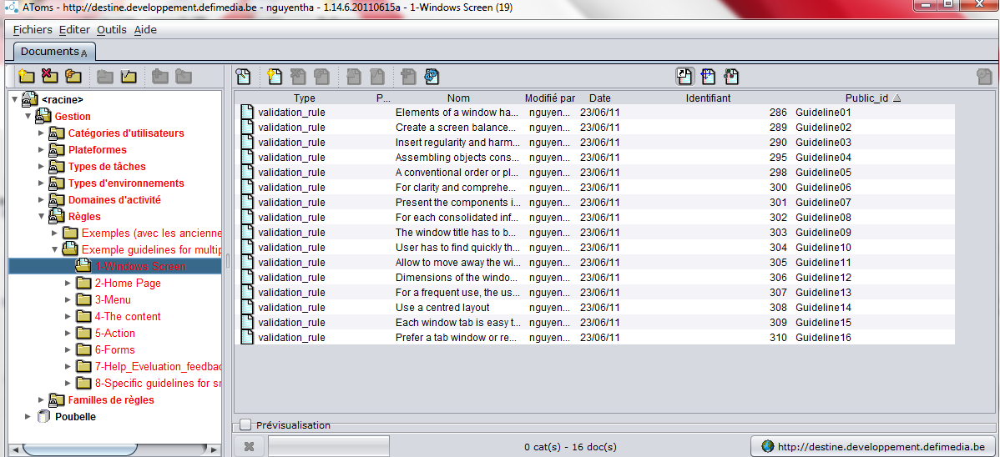 AToms - http://destine.developpement.defimedia.be - nguyentha - 1.14.6.20110615a - 1-Windows Screen (19)
Fichiers Editer Outils Aide
Documents
<racine>
Gestion
Catégories d'utilisateurs
Plateformes
Types de tâches
Types d'environnements
Domaines d'activité
Règles
Exemples (avec les ancienne
Exemple guidelines for multip
1-Windows Screen
2-Home Page
3-Menu
4-The content
5-Action
6-Forms
7-Help_Eveluation_feedbac
8-Specific guidelines for sm
Familles de règles
Poubelle
Type P... Nom Modifié par Date Identifiant Public_id
validation_rule Elements of a window ha... nguyen... 23/06/11 286 Guideline01
validation_rule Create a screen balance... nguyen... 23/06/11 289 Guideline02
validation_rule Insert regularity and harm... nguyen... 23/06/11 290 Guideline03
validation_rule Assembling objects cons... nguyen... 23/06/11 295 Guideline04
validation_rule A conventional order or pl... nguyen... 23/06/11 298 Guideline05
validation_rule For clarity and comprehe... nguyen... 23/06/11 300 Guideline06
validation_rule Present the components i... nguyen... 23/06/11 301 Guideline07
validation_rule For each consolidated inf... nguyen... 23/06/11 302 Guideline08
validation_rule The window title has to b... nguyen... 23/06/11 303 Guideline09
validation_rule User has to find quickly th... nguyen... 23/06/11 304 Guideline10
validation_rule Allow to move away the wi... nguyen... 23/06/11 305 Guideline11
validation_rule Dimensions of the windo... nguyen... 23/06/11 306 Guideline12
validation_rule For a frequent use, the us... nguyen... 23/06/11 307 Guideline13
validation_rule Use a centred layout nguyen... 23/06/11 308 Guideline14
validation_rule Each window tab is easy t... nguyen... 23/06/11 309 Guideline15
validation_rule Prefer a tab window or re... nguyen... 23/06/11 310 Guideline16
Prévisualisation
0 cat(s) - 16 doc(s)
http://destine.developpement.defimedia.be